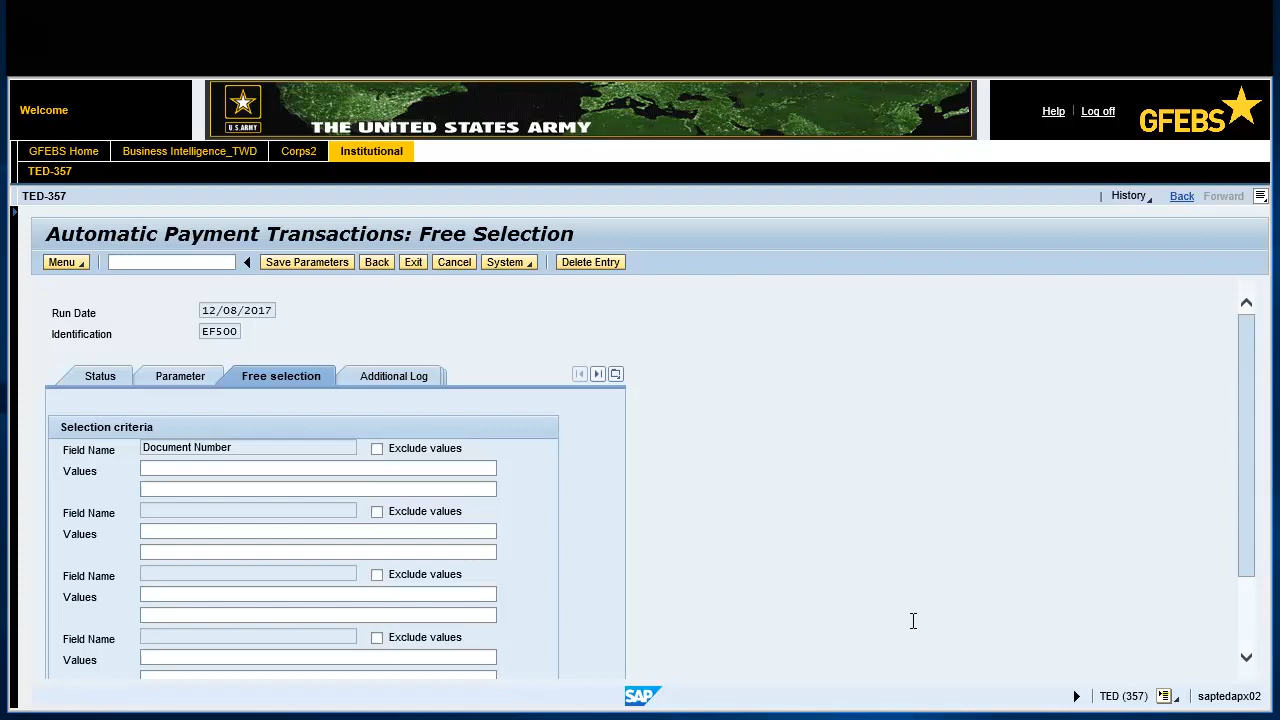 Welcome
U.S.ARMY
THE UNITED STATES ARMY
Help
Log off
GFEBS
GFEBS Home
Business Intelligence_TWD
Corps2
Institutional
TED-357
TED-357
History
Back
Forward
Automatic Payment Transactions: Free Selection
Menu
Save Parameters
Back
Exit
Cancel
System
Delete Entry
Run Date 12/08/2017
Identification EF500
Status
Parameter
Free selection
Additional Log
Selection criteria
Field Name Document Number Exclude values
Values
Field Name Exclude values
Values
Field Name Exclude values
Values
Field Name Exclude values
Values
SAP
TED (357)
saptedapx02